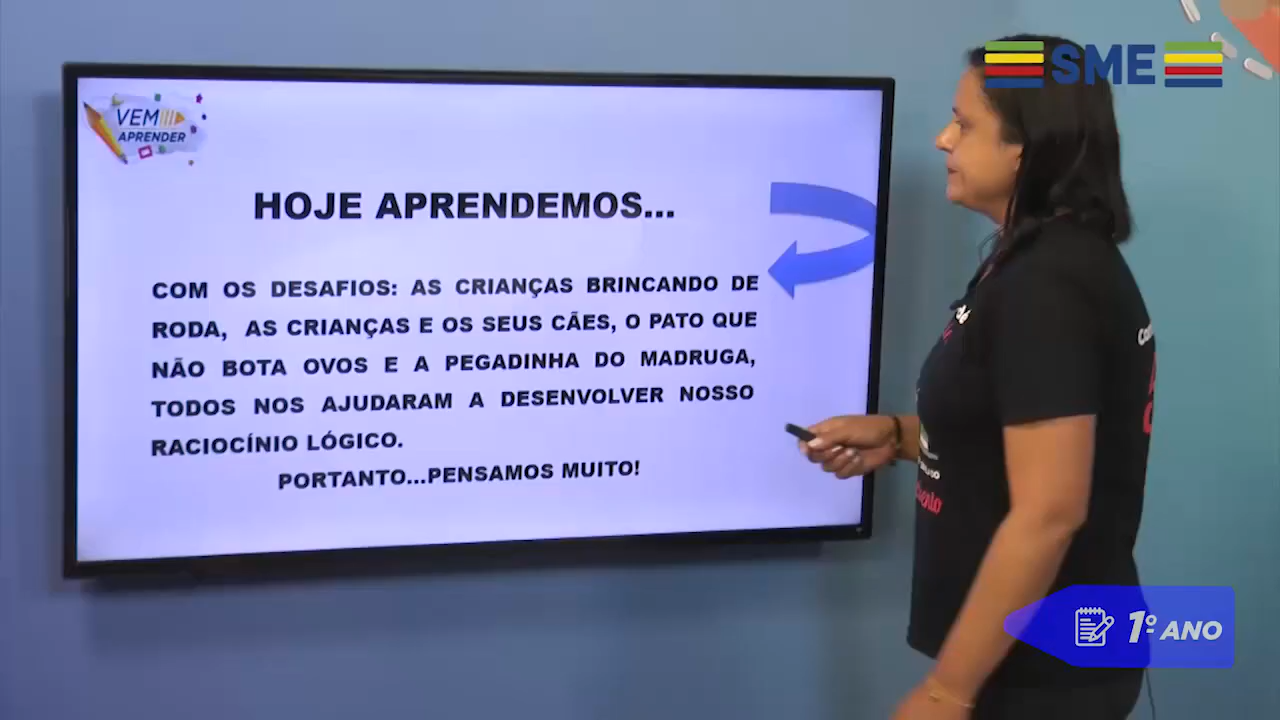 SME
VEM
APRENDER
HOJE APRENDEMOS...
COM OS DESAFIOS: AS CRIANÇAS BRINCANDO DE
RODA, AS CRIANÇAS E OS SEUS CÃES, O PATO QUE
NÃO BOTA OVOS E A PEGADINHA DO MADRUGA,
TODOS NOS AJUDARAM A DESENVOLVER NOSSO
RACIOCÍNIO LÓGICO.
PORTANTO...PENSAMOS MUITO!
1º ANO